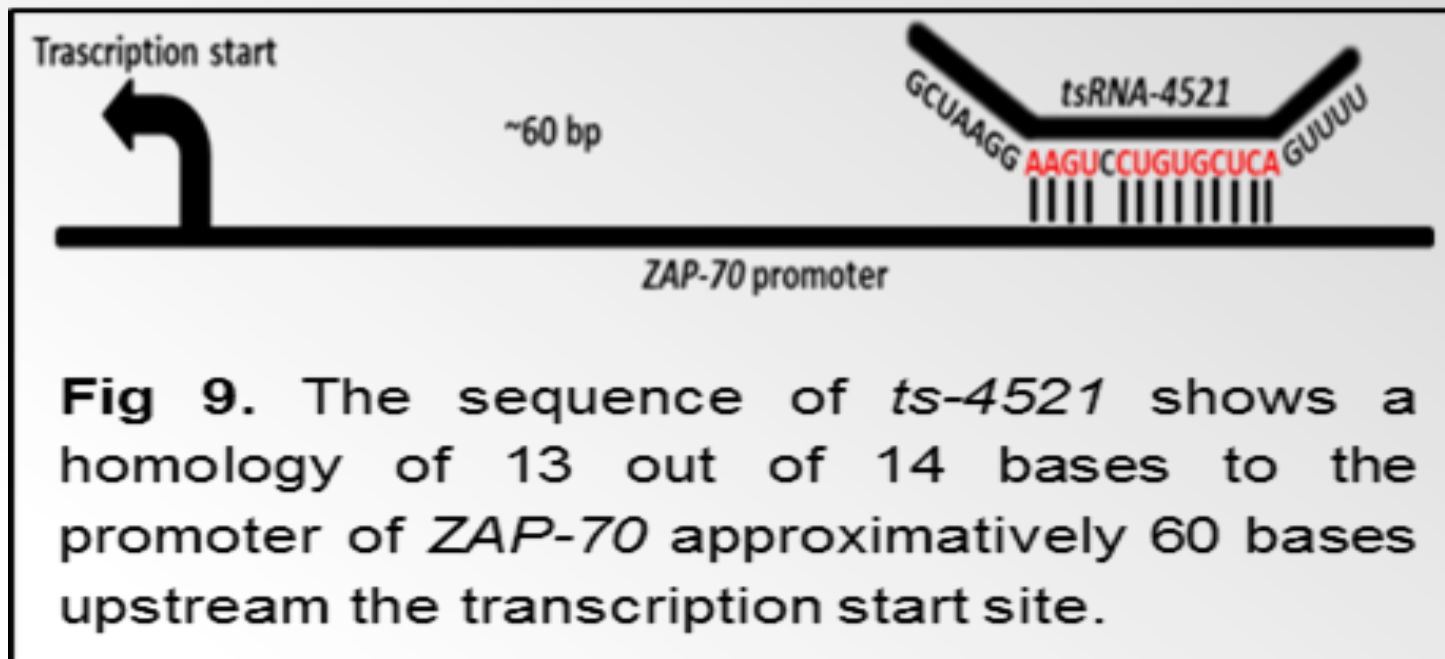 Trascription start
~60 bp
tsRNA-4521
GCUAAGG AAGUCCUGUGCUCA GUUUU
ZAP-70 promoter
Fig 9. The sequence of ts-4521 shows a
homology of 13 out of 14 bases to the
promoter of ZAP-70 approximatively 60 bases
upstream the transcription start site.